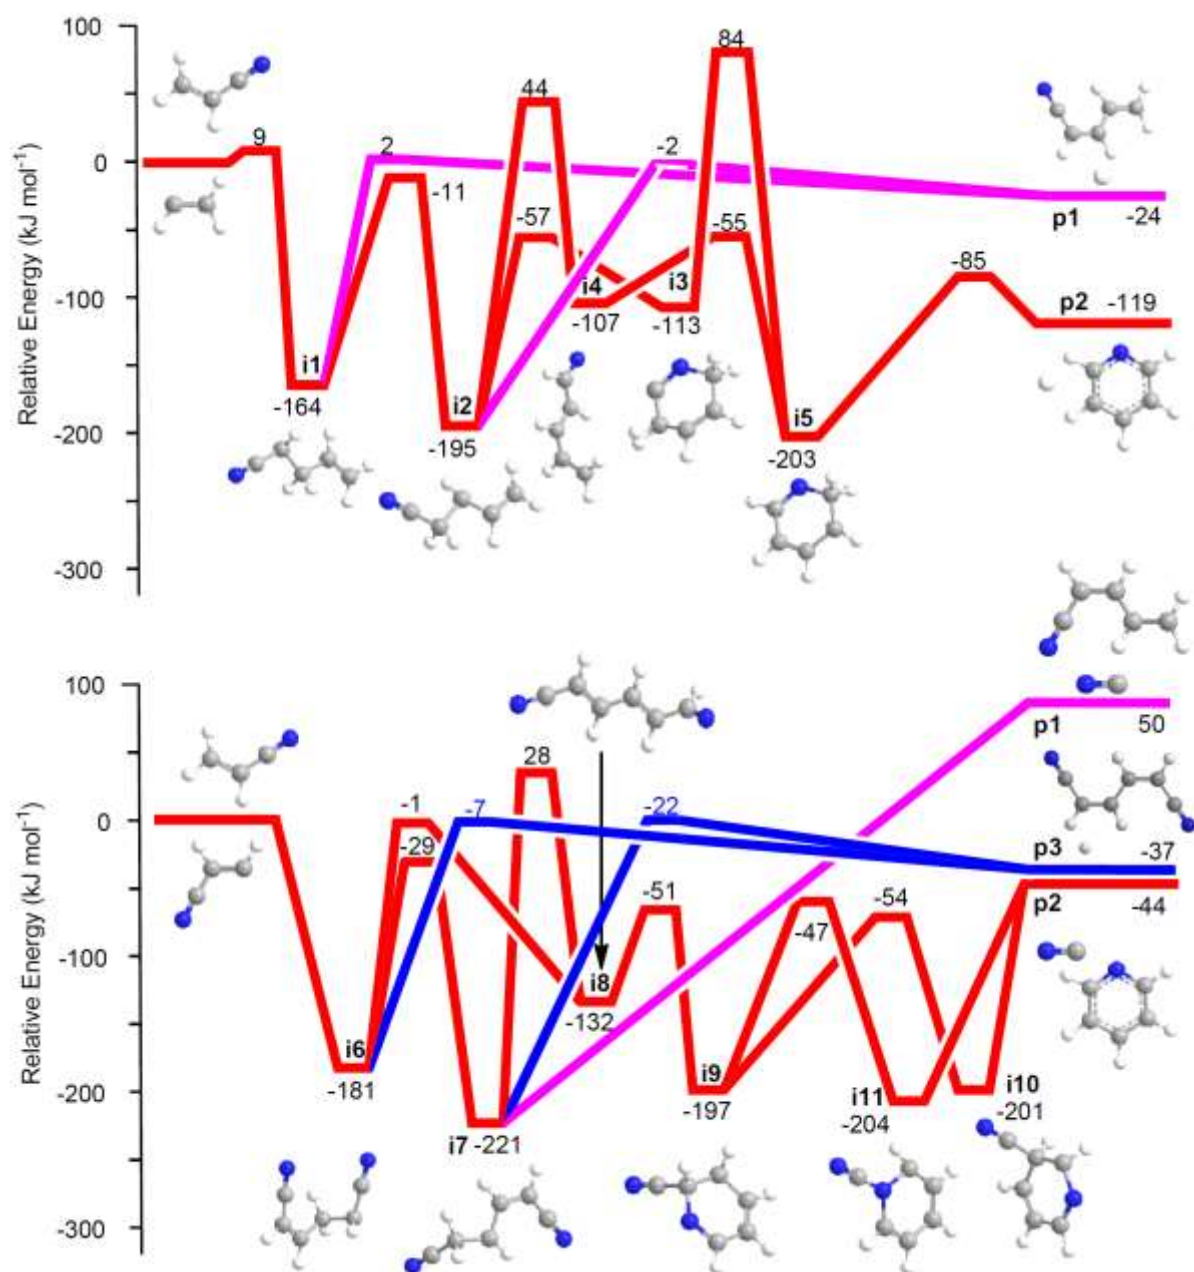 100
84
44
9
2
-2
0
Relative Energy (kJ mol⁻¹)
-11
p1
-24
-57
-55
i4
i3
-85
-100
-107
-113
p2
-119
i1
-164
i2
-195
i5
-200
-203
-300
100
p1
50
28
-1
-7
-22
0
Relative Energy (kJ mol⁻¹)
-29
p3
-37
-51
-54
p2
-44
-47
-100
i8
-132
i6
-181
i9
-197
i11
-204
i10
-201
-200
i7
-221
-300